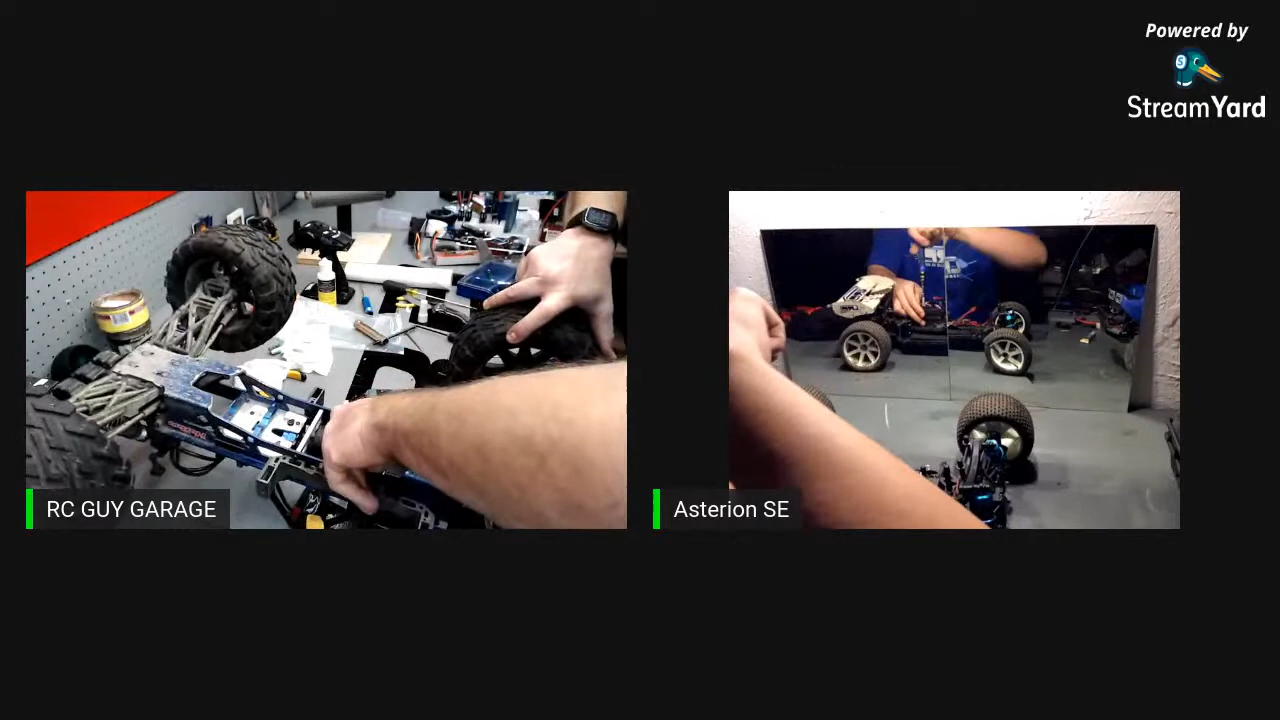 Powered by
S
StreamYard
RC GUY GARAGE
Asterion SE